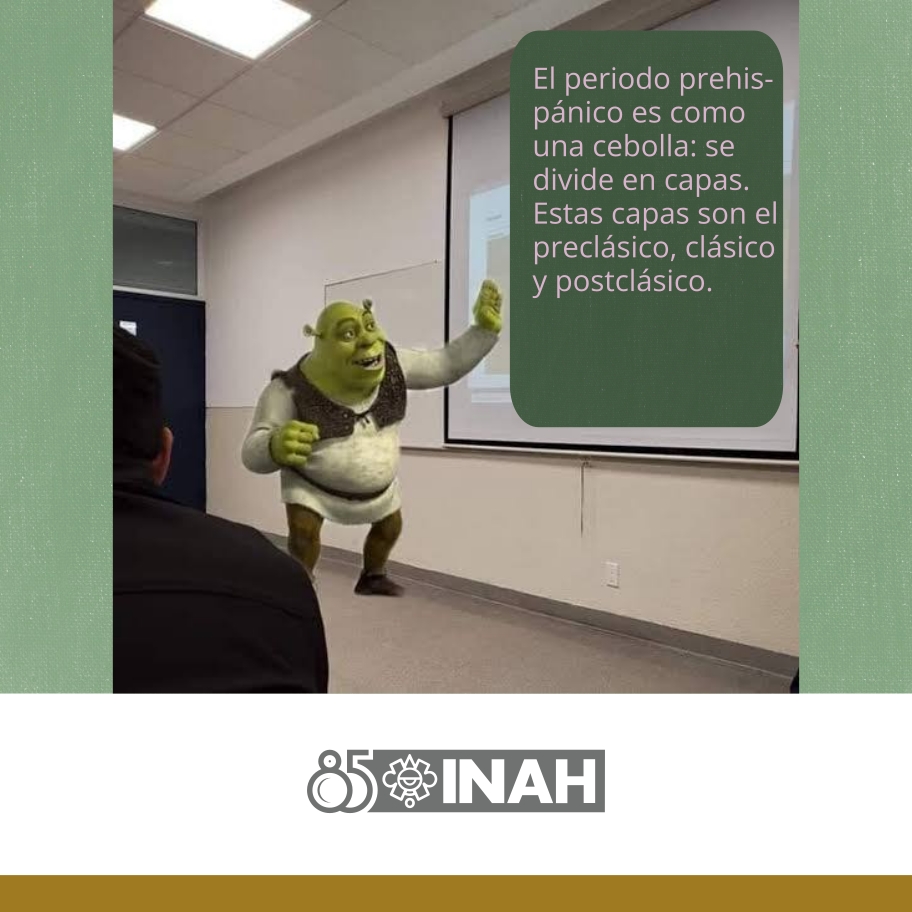 El periodo prehis-
pánico es como
una cebolla: se
divide en capas.
Estas capas son el
preclásico, clásico
y postclásico.
85 INAH